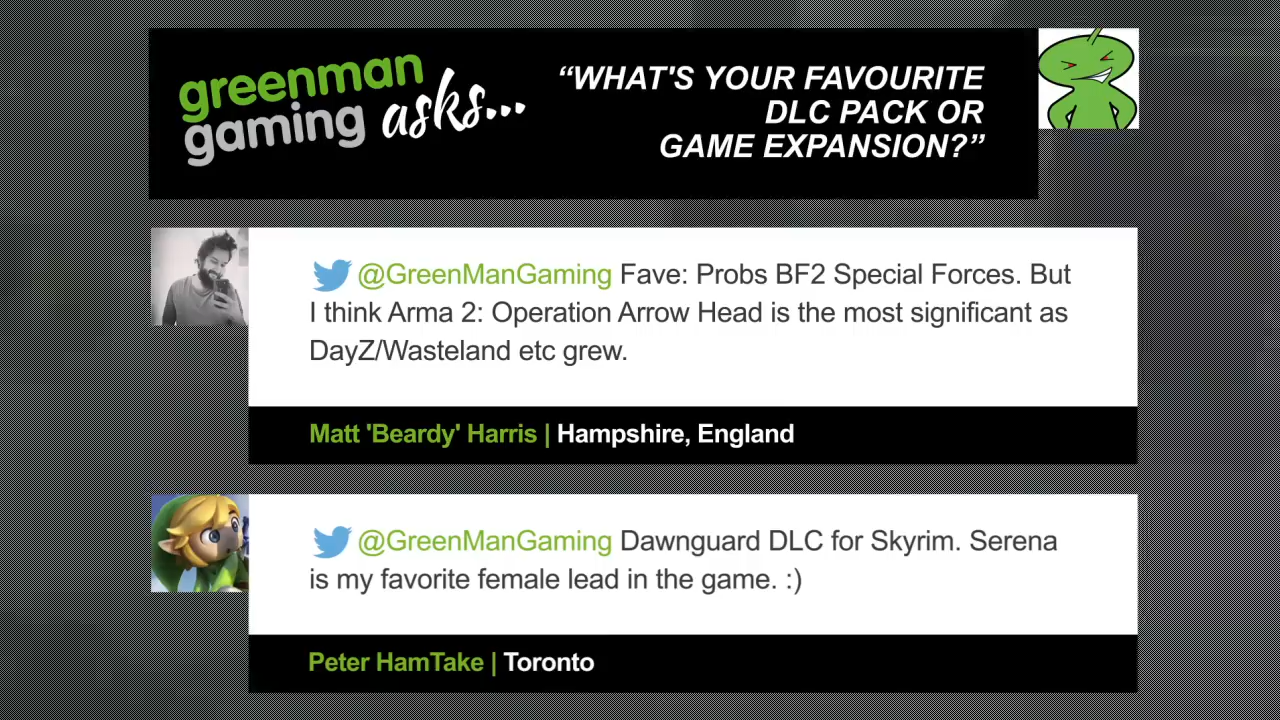 greenman
gaming asks...
“WHAT'S YOUR FAVOURITE
DLC PACK OR
GAME EXPANSION?”
@GreenManGaming Fave: Probs BF2 Special Forces. But
I think Arma 2: Operation Arrow Head is the most significant as
DayZ/Wasteland etc grew.
Matt 'Beardy' Harris | Hampshire, England
@GreenManGaming Dawnguard DLC for Skyrim. Serena
is my favorite female lead in the game. :)
Peter HamTake | Toronto